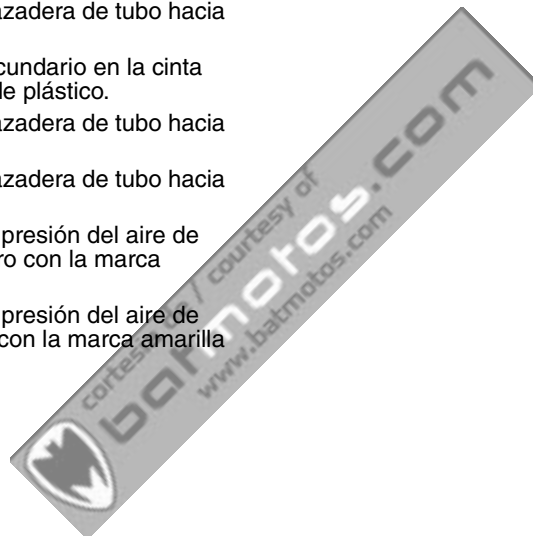 azadera de tubo hacia
cundario en la cinta
de plástico.
azadera de tubo hacia
azadera de tubo hacia
presión del aire de
ro con la marca
presión del aire de
con la marca amarilla
cortesía de / courtesy of
batmotos.com
www.batmotos.com